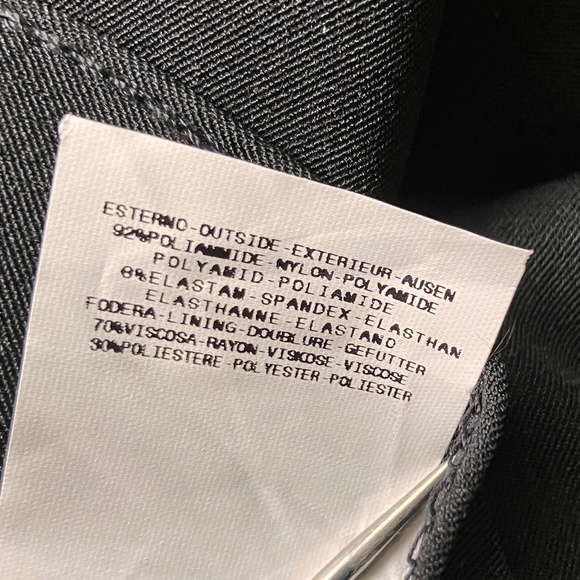 ESTERNO-OUTSIDE-EXTERIEUR-AUSEN
92%POLIAMMIDE-NYLON-POLYAMIDE
POLYAMID-POLIAMIDE
8%ELASTAM-SPANDEX-ELASTHAN
ELASTHANNE-ELASTANO
FODERA-LINING-DOUBLURE-GEFUTTER
70%VISCOSA-RAYON-VISKOSE-VISCOSE
30%POLIESTERE-POLYESTER-POLIESTER